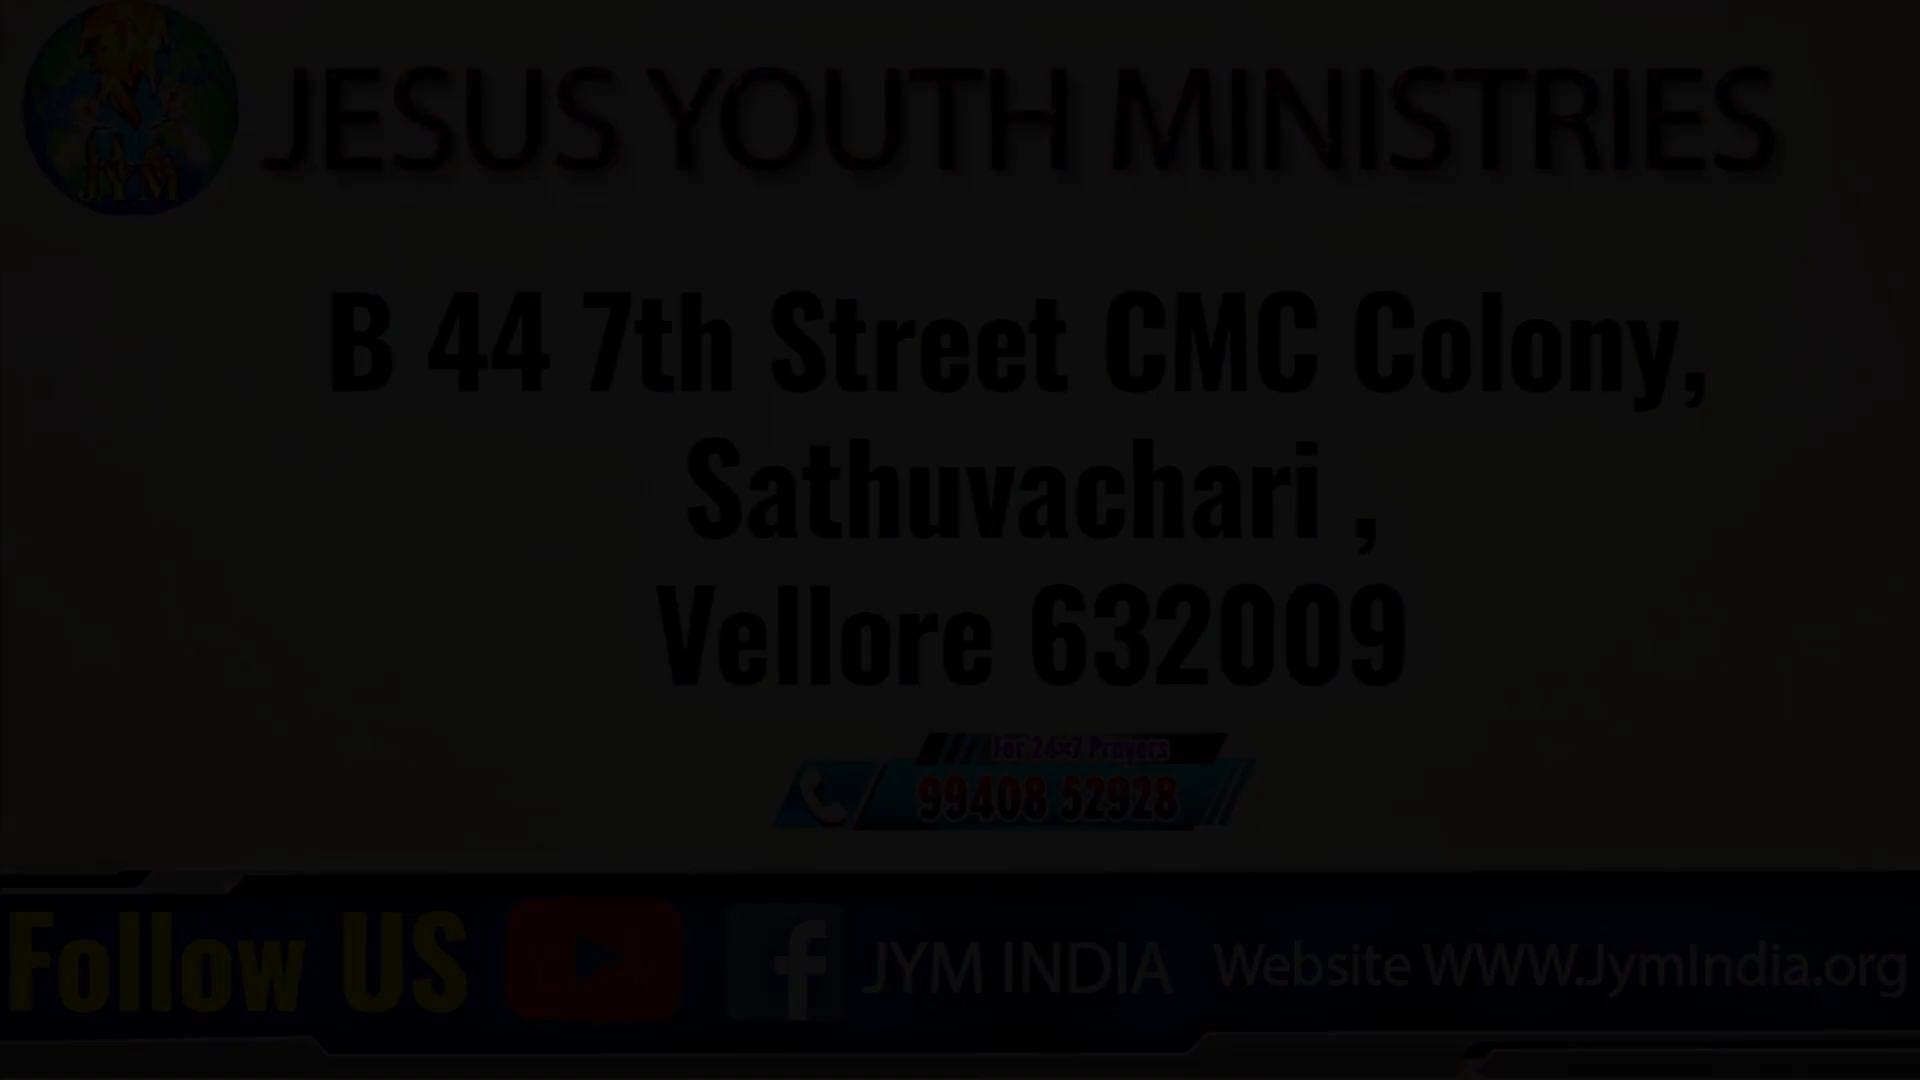 JYM
JESUS YOUTH MINISTRIES
B 44 7th Street CMC Colony,
Sathuvachari ,
Vellore 632009
For 24x7 Prayers
99408 52928
Follow US
f JYM INDIA Website WWW.JymIndia.org